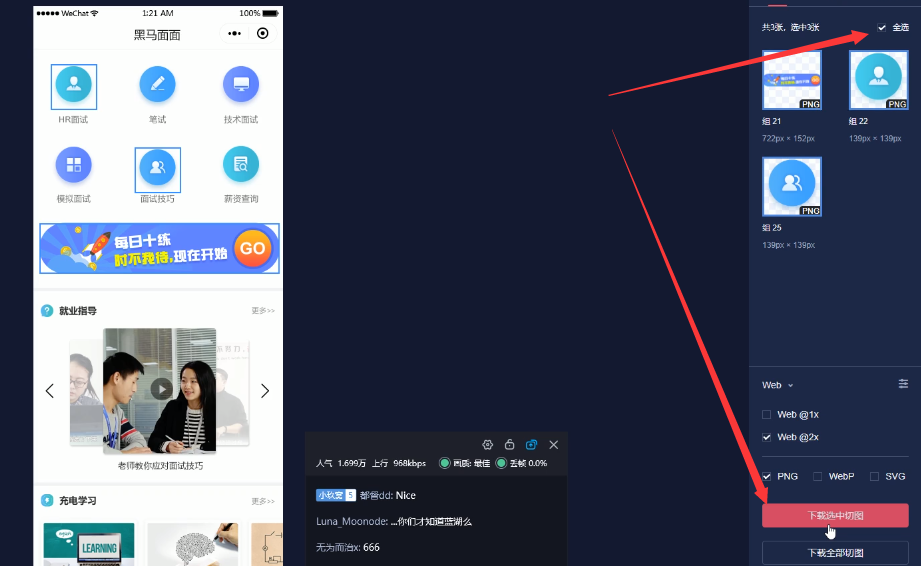 WeChat 1:21 AM 100%
黑马面面
HR面试 笔试 技术面试
模拟面试 面试技巧 薪资查询
每日十练
时不我待,现在开始
GO
就业指导 更多>>
老师教你应对面试技巧
充电学习 更多>>
LEARNING
人气 1.699万 上行 968kbps 画质: 最佳 丢帧 0.0%
5 都督dd: Nice
Luna_Moonode: ...你们才知道蓝湖么
无为而治x: 666
共3张，选中3张 全选
PNG PNG
组 21 组 22
722px × 152px 139px × 139px
PNG
组 25
139px × 139px
Web
Web @1x
Web @2x
PNG WebP SVG
下载选中切图
下载全部切图